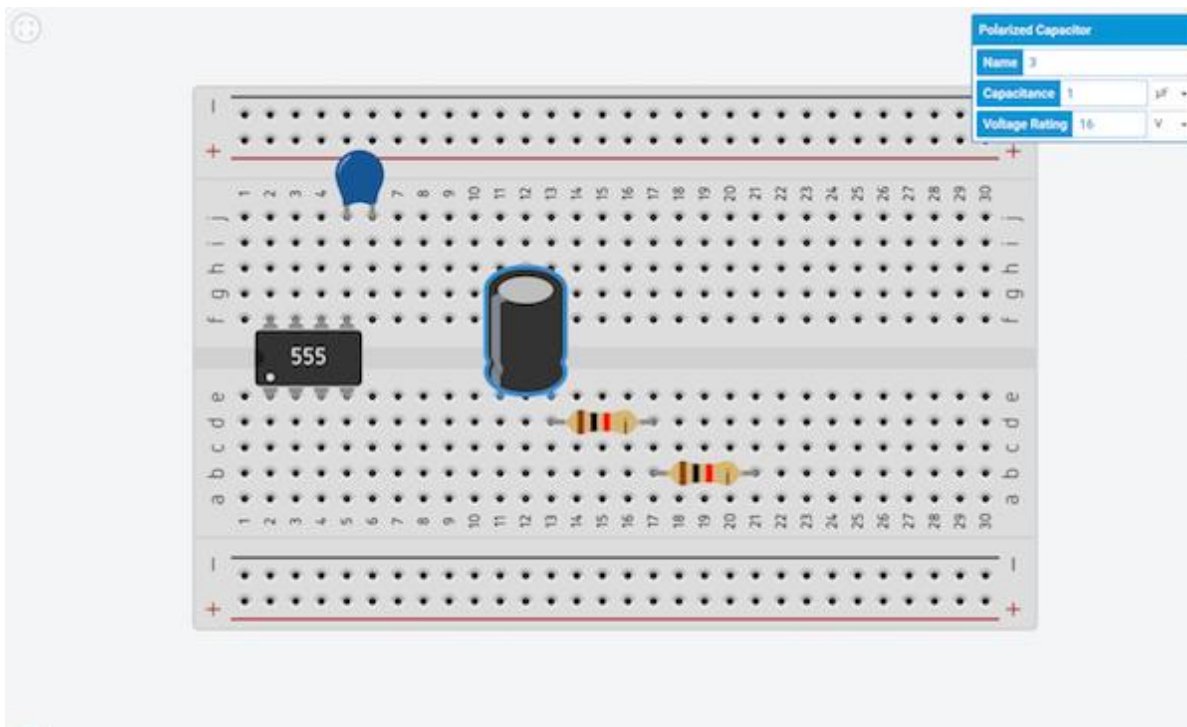 Polarized Capacitor
Name 3
Capacitance 1 µF
Voltage Rating 16 V
− −
+ +
1 2 3 4 7 8 9 10 11 12 13 14 15 16 17 18 19 20 21 22 23 24 25 26 27 28 29 30
j j
i i
h h
g g
f f
555
e e
d d
c c
b b
a a
1 2 3 4 5 6 7 8 9 10 11 12 13 14 15 16 17 18 19 20 21 22 23 24 25 26 27 28 29 30
− −
+ +